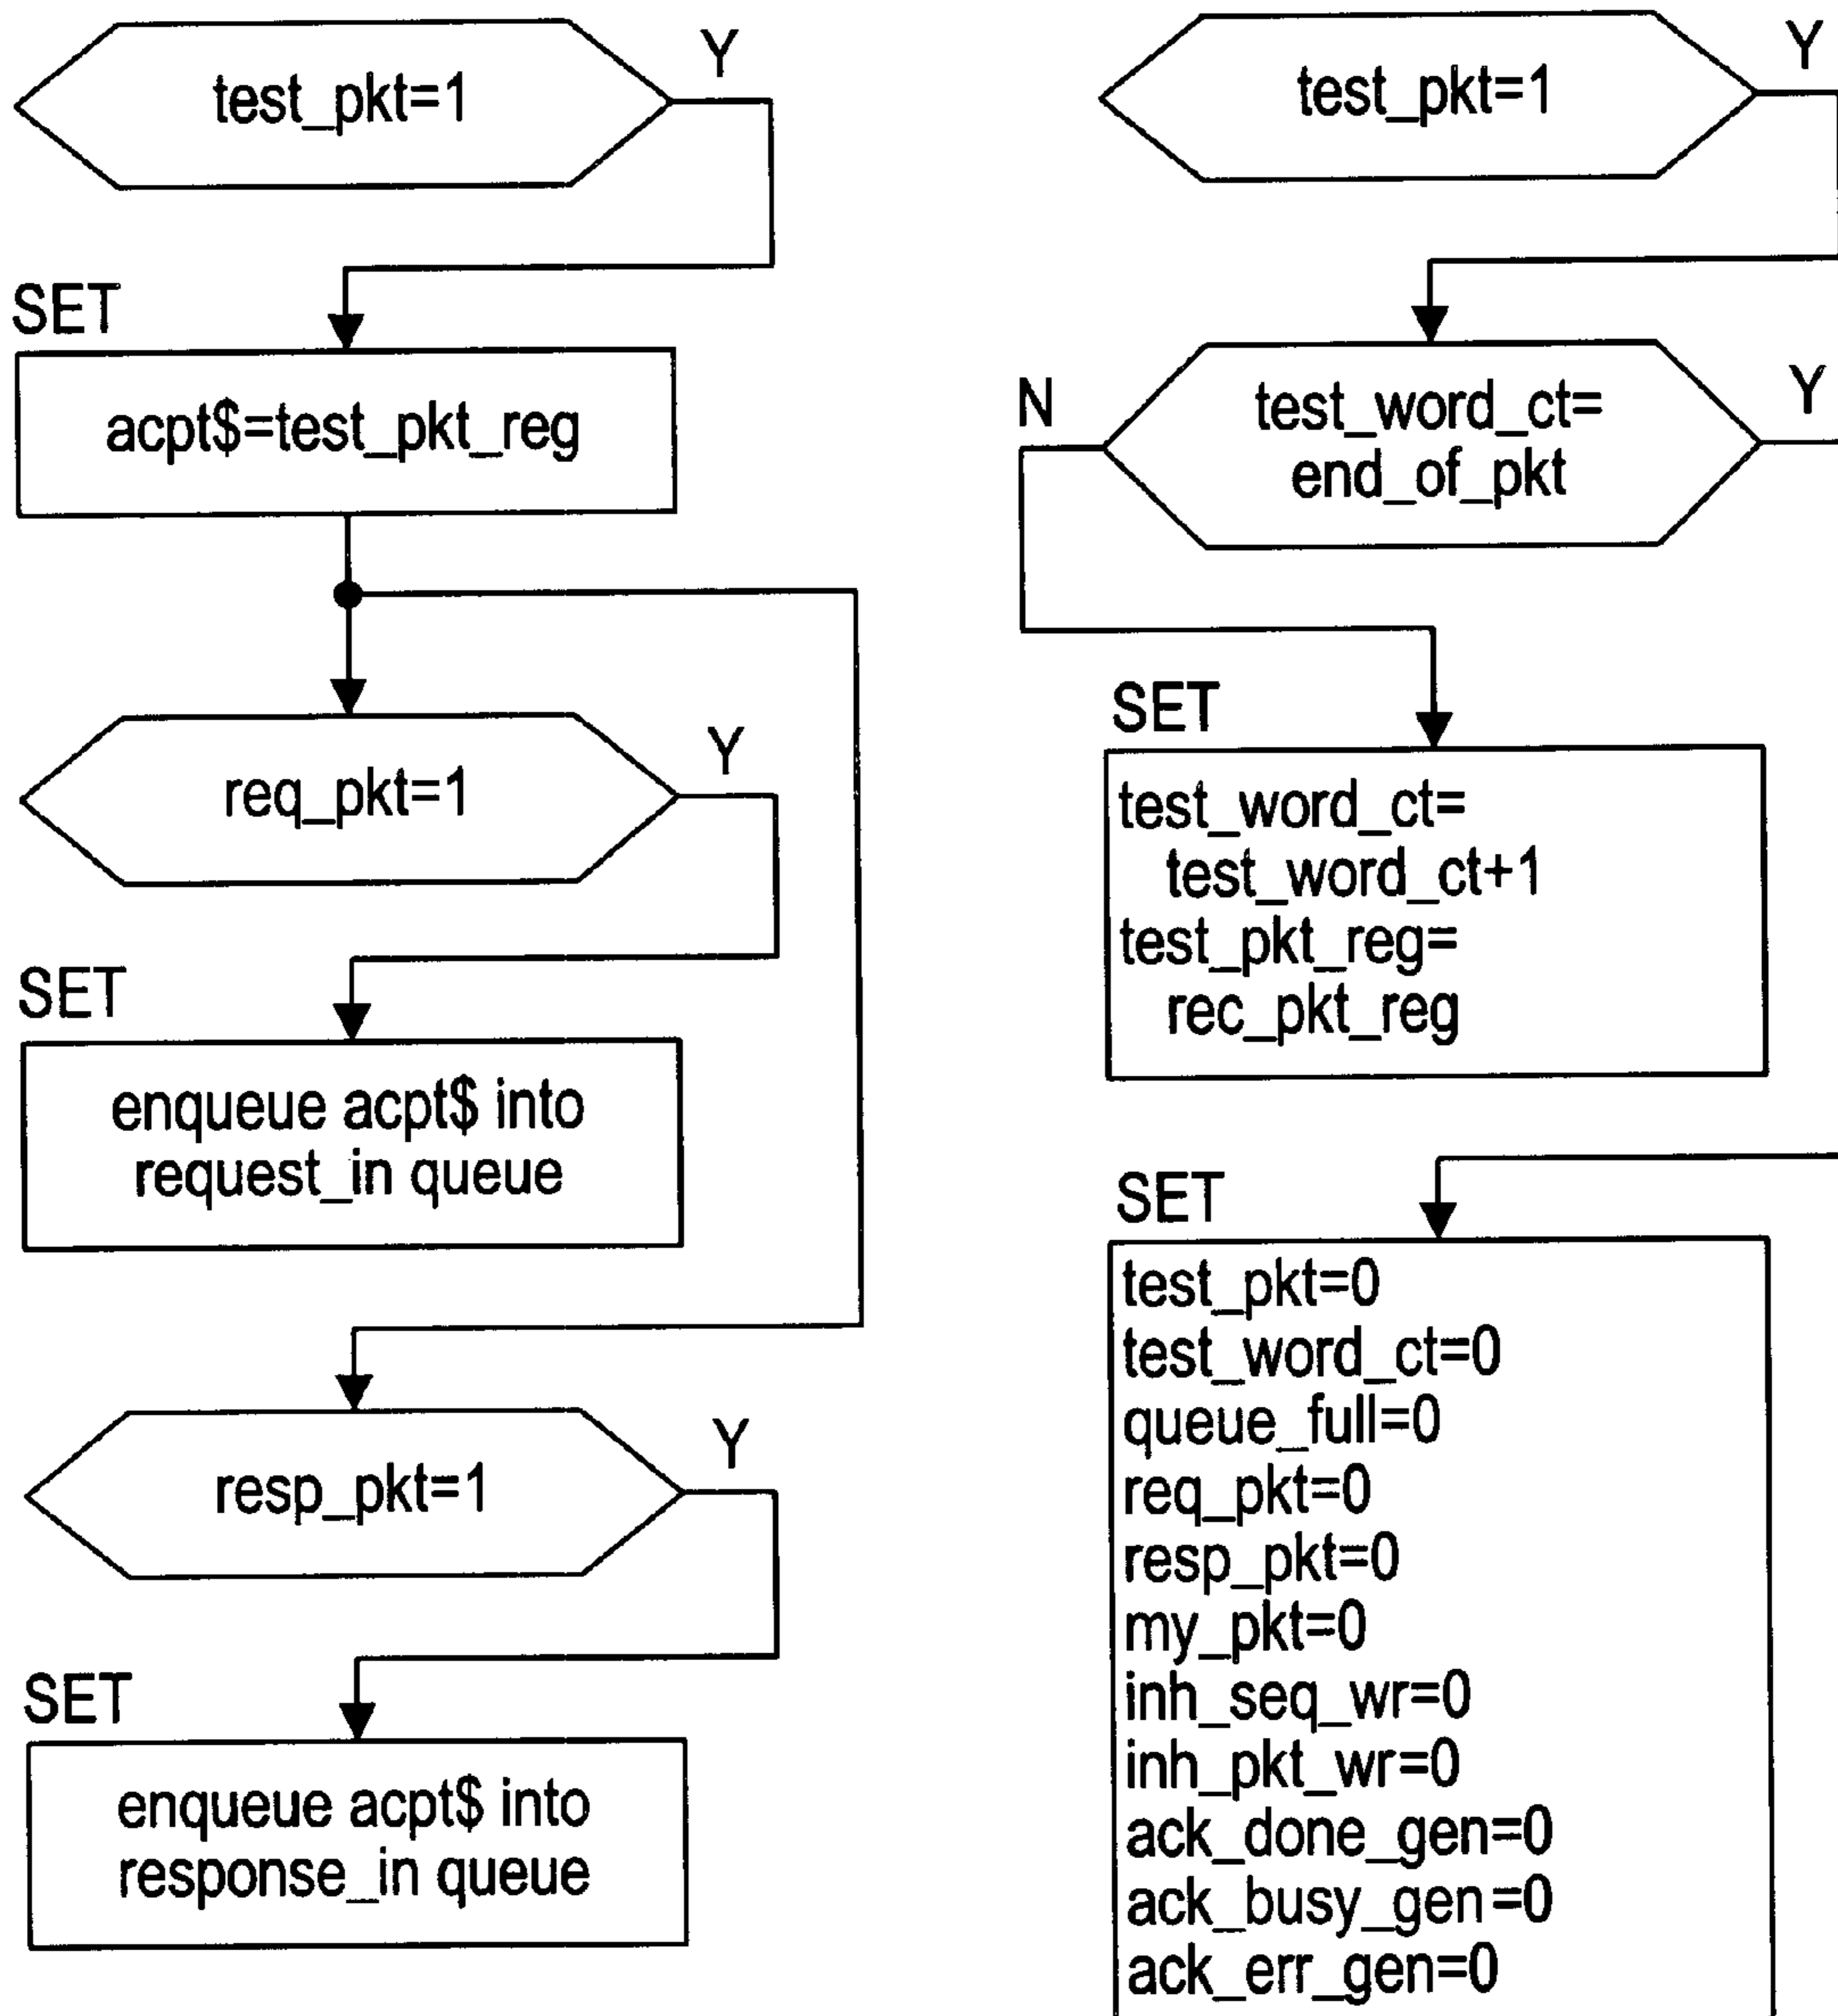 test_pkt=1
Y
SET
acpt$=test_pkt_reg
req_pkt=1
Y
SET
enqueue acpt$ into
request_in queue
resp_pkt=1
Y
SET
enqueue acpt$ into
response_in queue
test_pkt=1
Y
N
test_word_ct=
end_of_pkt
Y
SET
test_word_ct=
test_word_ct+1
test_pkt_reg=
rec_pkt_reg
SET
test_pkt=0
test_word_ct=0
queue_full=0
req_pkt=0
resp_pkt=0
my_pkt=0
inh_seq_wr=0
inh_pkt_wr=0
ack_done_gen=0
ack_busy_gen=0
ack_err_gen=0